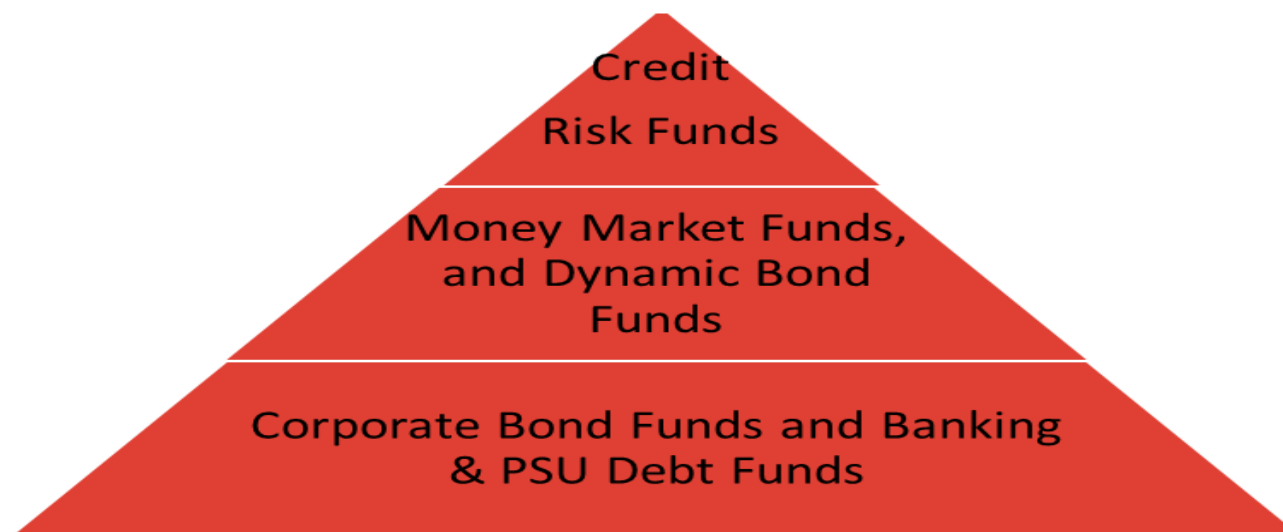 Credit
Risk Funds
Money Market Funds,
and Dynamic Bond
Funds
Corporate Bond Funds and Banking
& PSU Debt Funds